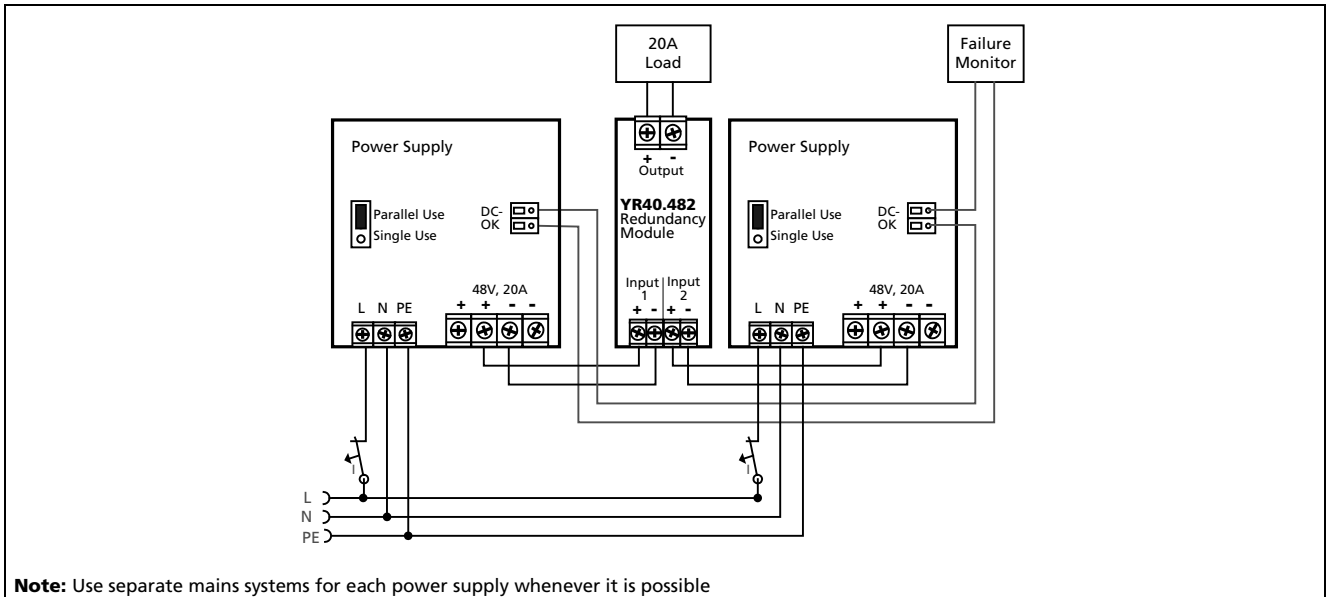 20A
Load
Failure
Monitor
Power Supply
Parallel Use
Single Use
DC-
OK
48V, 20A
L N PE
+ + - -
+ -
Output
YR40.482
Redundancy
Module
Input
1
Input
2
+ - + -
Power Supply
Parallel Use
Single Use
DC-
OK
48V, 20A
L N PE
+ + - -
I
I
L
N
PE
Note: Use separate mains systems for each power supply whenever it is possible